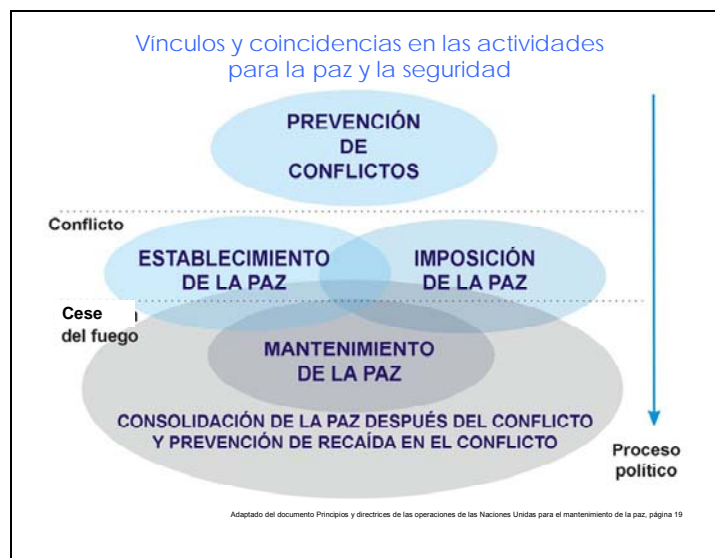 Vínculos y coincidencias en las actividades
para la paz y la seguridad
PREVENCIÓN
DE
CONFLICTOS
Conflicto
ESTABLECIMIENTO
DE LA PAZ
IMPOSICIÓN
DE LA PAZ
Cese
del fuego
MANTENIMIENTO
DE LA PAZ
CONSOLIDACIÓN DE LA PAZ DESPUÉS DEL CONFLICTO
Y PREVENCIÓN DE RECAÍDA EN EL CONFLICTO
Proceso
político
Adaptado del documento Principios y directrices de las operaciones de las Naciones Unidas para el mantenimiento de la paz, página 19